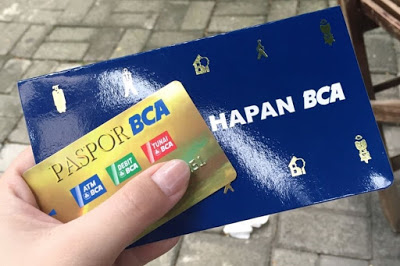 HAPAN BCA
PASPOR BCA
ATM BCA
DEBIT BCA
TUNAI BCA